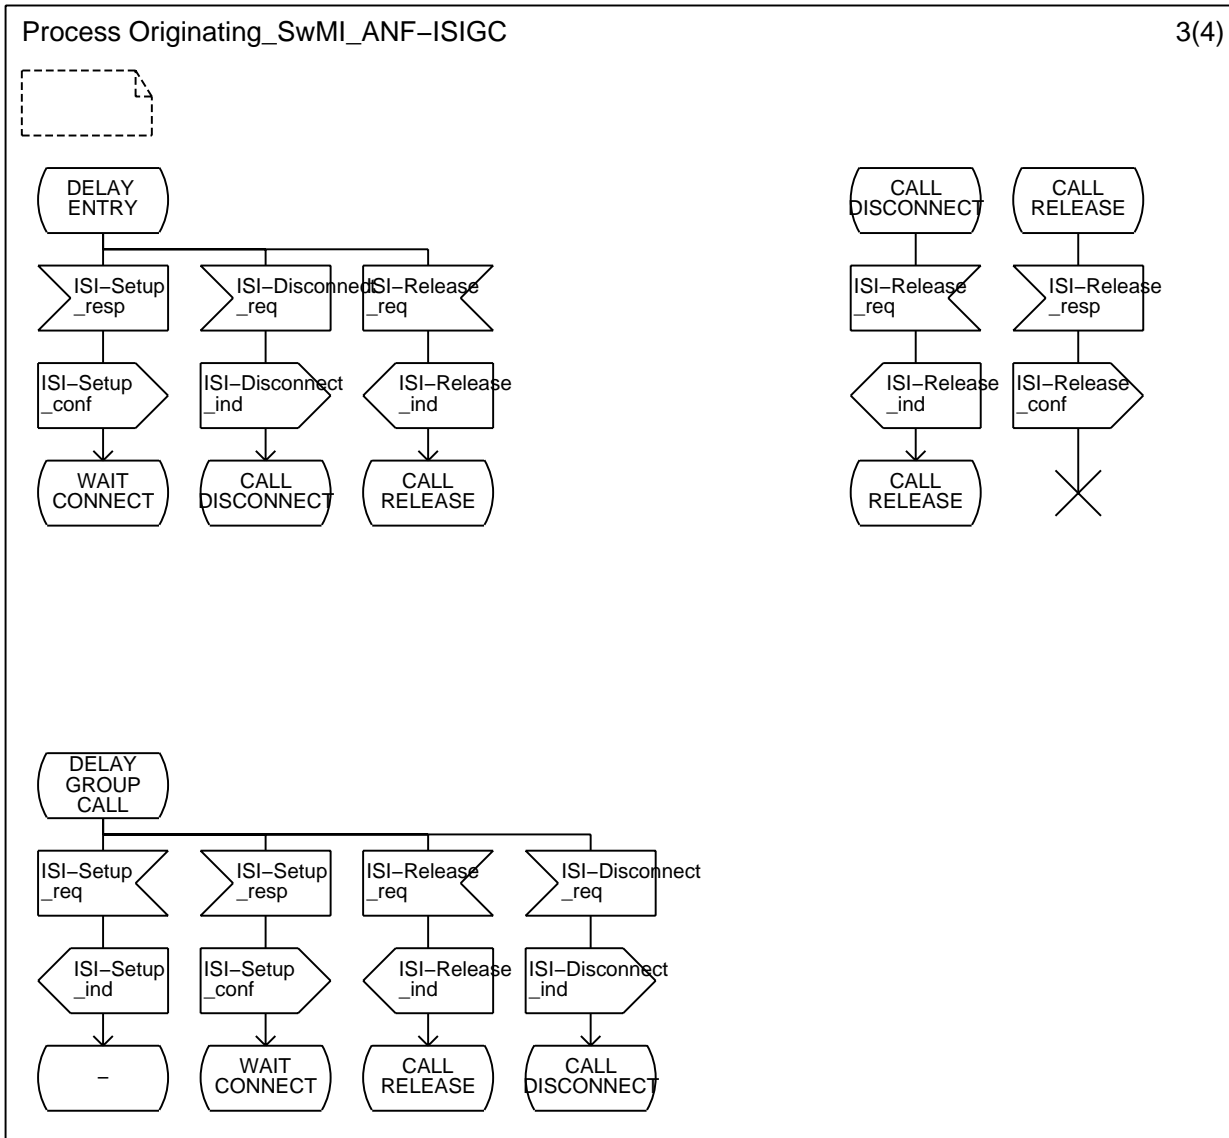 Process Originating_SwMI_ANF−ISIGC
3(4)
DELAY
ENTRY
CALL
DISCONNECT
CALL
RELEASE
ISI−Setup
_resp
ISI−Disconnect
_req
ISI−Release
_req
ISI−Release
_req
ISI−Release
_resp
ISI−Setup
_conf
ISI−Disconnect
_ind
ISI−Release
_ind
ISI−Release
_ind
ISI−Release
_conf
WAIT
CONNECT
CALL
DISCONNECT
CALL
RELEASE
CALL
RELEASE
DELAY
GROUP
CALL
ISI−Setup
_req
ISI−Setup
_resp
ISI−Release
_req
ISI−Disconnect
_req
ISI−Setup
_ind
ISI−Setup
_conf
ISI−Release
_ind
ISI−Disconnect
_ind
−
WAIT
CONNECT
CALL
RELEASE
CALL
DISCONNECT